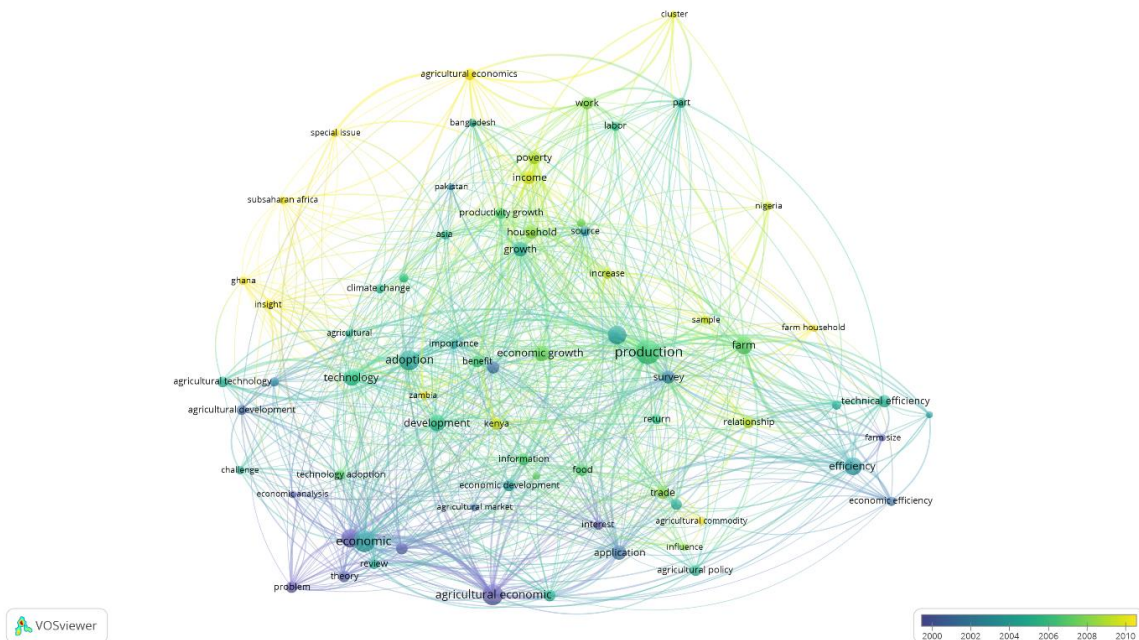 cluster
agricultural economics
work
part
bangladesh
labor
special issue
poverty
income
pakistan
subsaharan africa
nigeria
productivity growth
household
source
asia
growth
increase
ghana
climate change
insight
sample
farm household
agricultural
importance
farm
economic growth
production
adoption
benefit
technology
survey
agricultural technology
zambia
technical efficiency
agricultural development
development
kenya
return
relationship
farm size
information
efficiency
challenge
technology adoption
food
economic development
economic analysis
trade
economic efficiency
agricultural market
agricultural commodity
interest
economic
influence
application
review
agricultural policy
theory
problem
agricultural economic
VOSviewer
2000 2002 2004 2006 2008 2010